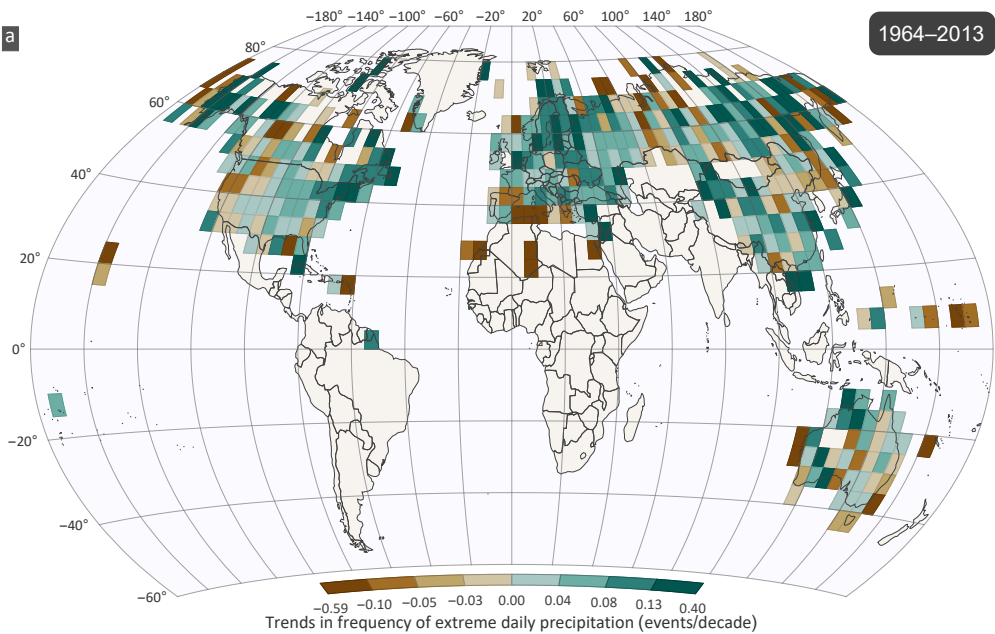 −180° −140° −100° −60° −20° 20° 60° 100° 140° 180°
a
1964–2013
80°
60°
40°
20°
0°
−20°
−40°
−60°
−0.59 −0.10 −0.05 −0.03 0.00 0.04 0.08 0.13 0.40
Trends in frequency of extreme daily precipitation (events/decade)